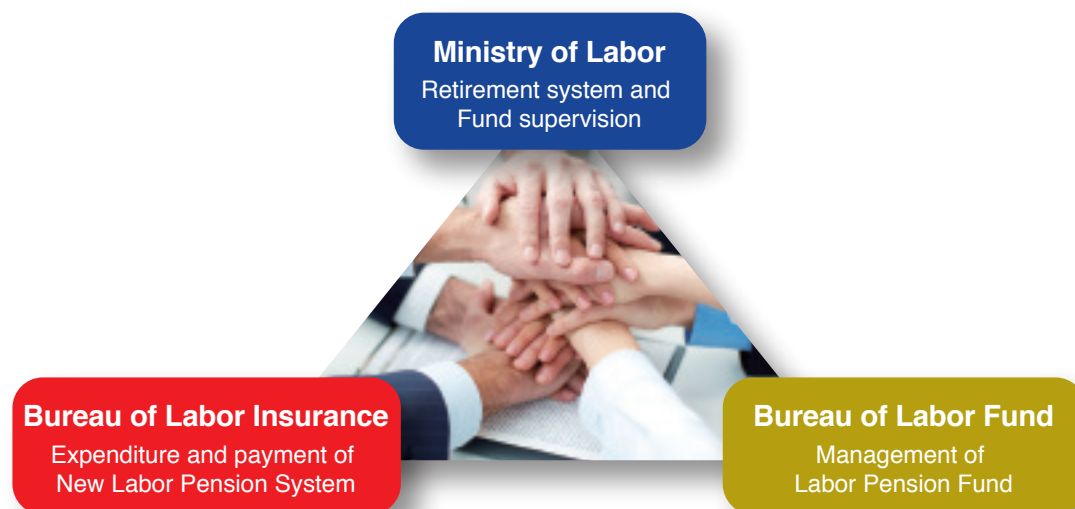 Ministry of Labor
Retirement system and
Fund supervision
Bureau of Labor Insurance
Expenditure and payment of
New Labor Pension System
Bureau of Labor Fund
Management of
Labor Pension Fund